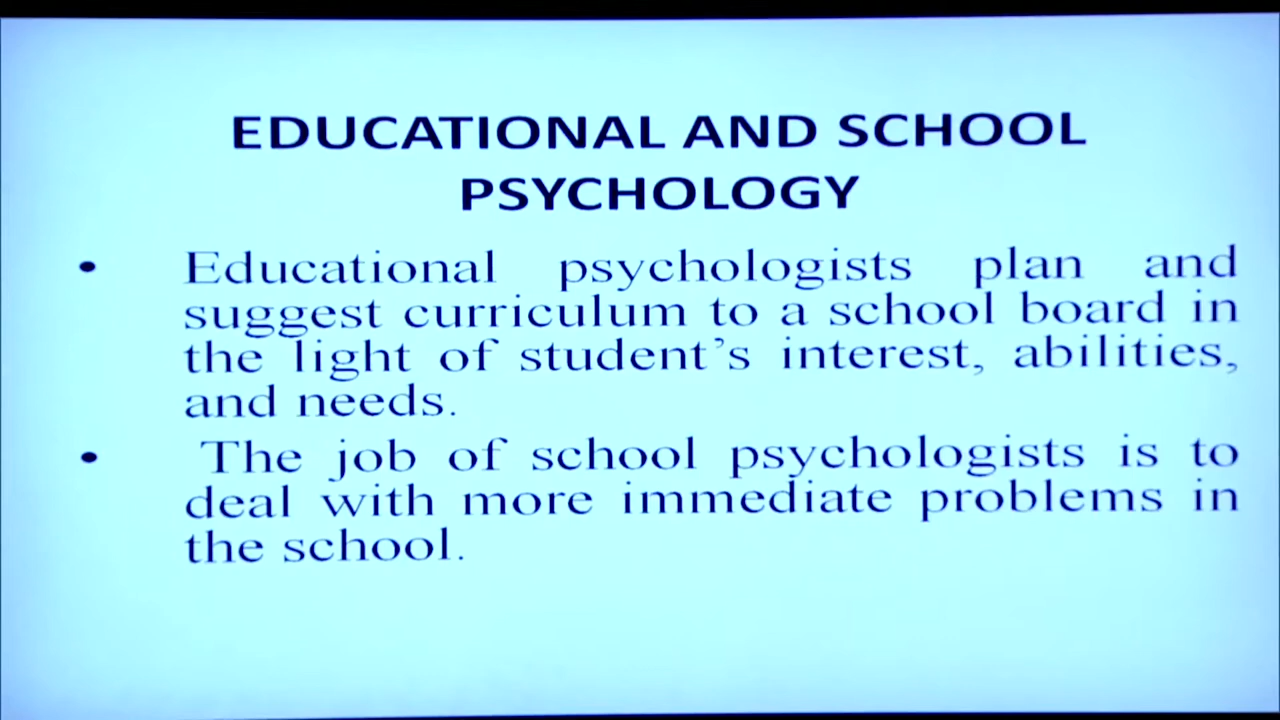 EDUCATIONAL AND SCHOOL
PSYCHOLOGY
• Educational psychologists plan and
suggest curriculum to a school board in
the light of student’s interest, abilities,
and needs.
• The job of school psychologists is to
deal with more immediate problems in
the school.